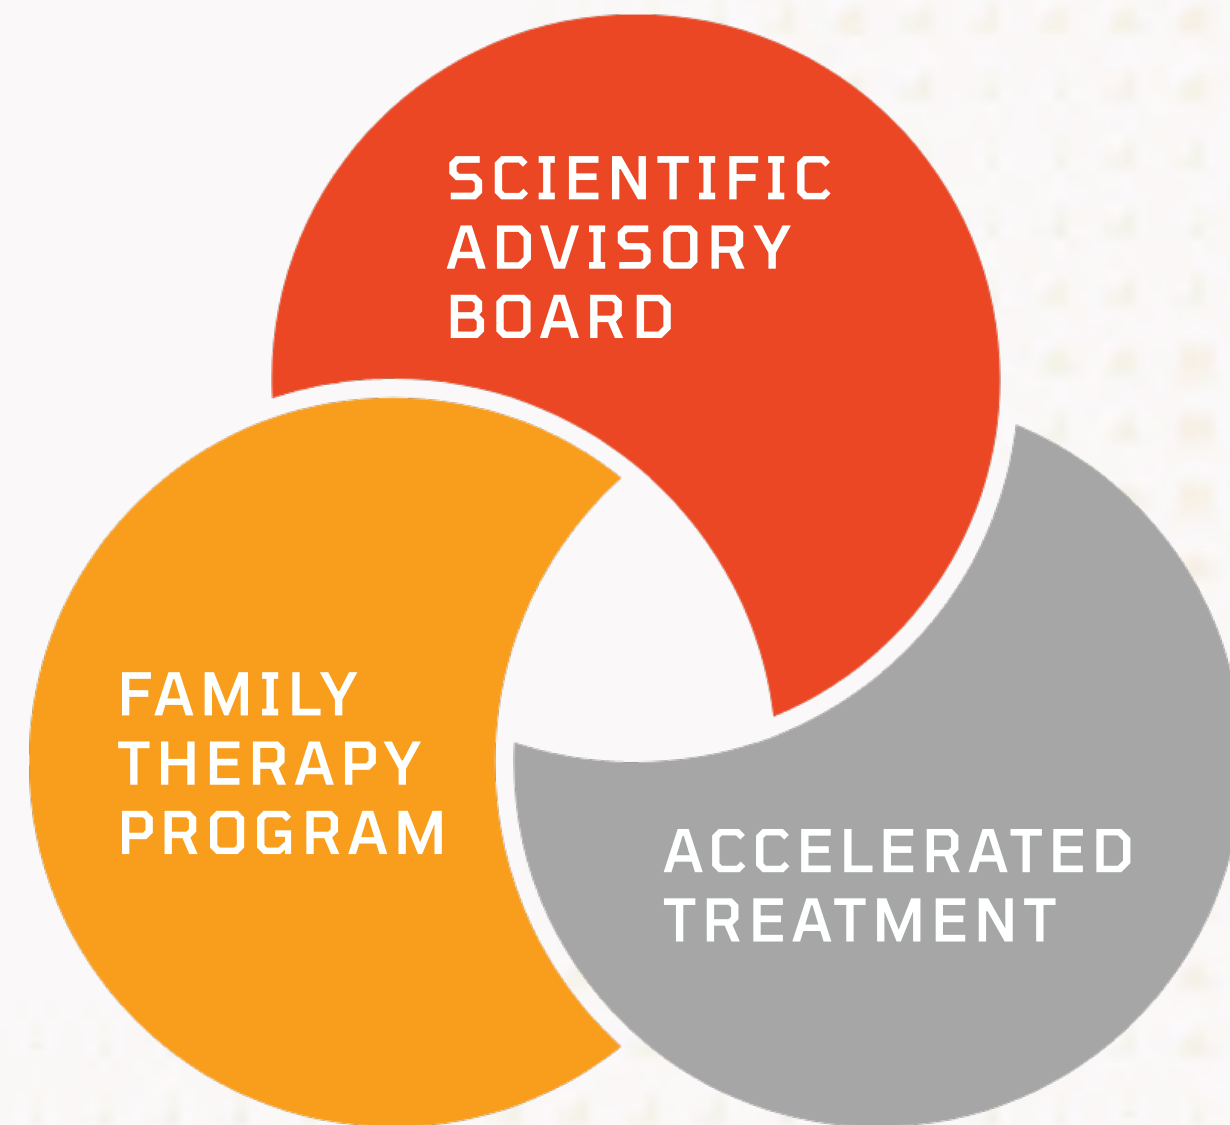 SCIENTIFIC
ADVISORY
BOARD
FAMILY
THERAPY
PROGRAM
ACCELERATED
TREATMENT